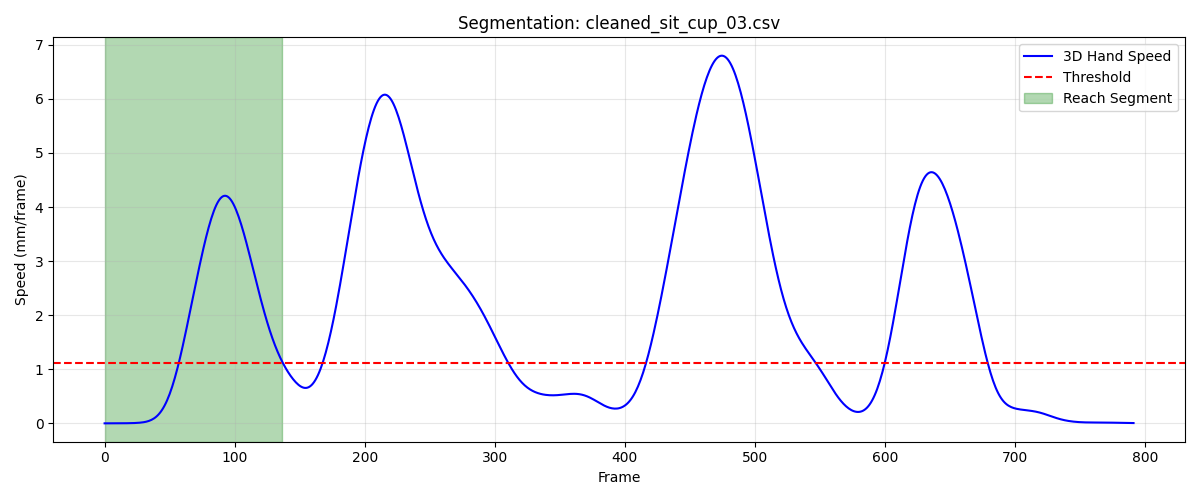 Segmentation: cleaned_sit_cup_03.csv
7
6
5
4
3
2
1
0
Speed (mm/frame)
3D Hand Speed
Threshold
Reach Segment
0 100 200 300 400 500 600 700 800
Frame